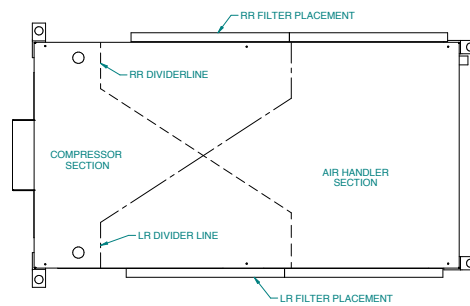 RR FILTER PLACEMENT
RR DIVIDERLINE
COMPRESSOR
SECTION
AIR HANDLER
SECTION
LR DIVIDER LINE
LR FILTER PLACEMENT